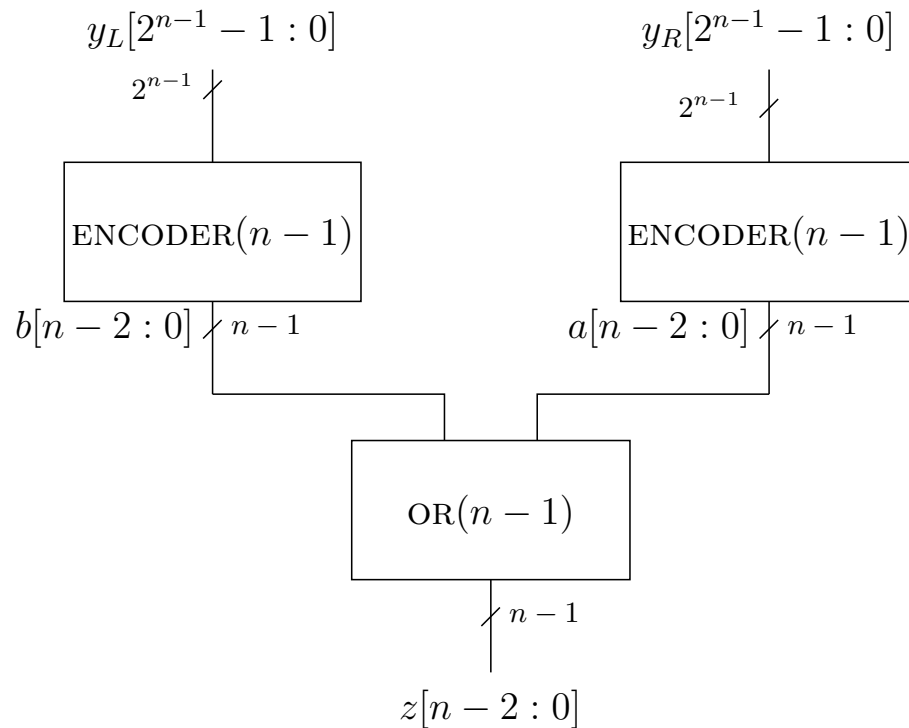 y_L[2^{n-1} - 1 : 0]
y_R[2^{n-1} - 1 : 0]
2^{n-1}
2^{n-1}
ENCODER(n - 1)
ENCODER(n - 1)
b[n - 2 : 0]
n - 1
a[n - 2 : 0]
n - 1
OR(n - 1)
n - 1
z[n - 2 : 0]